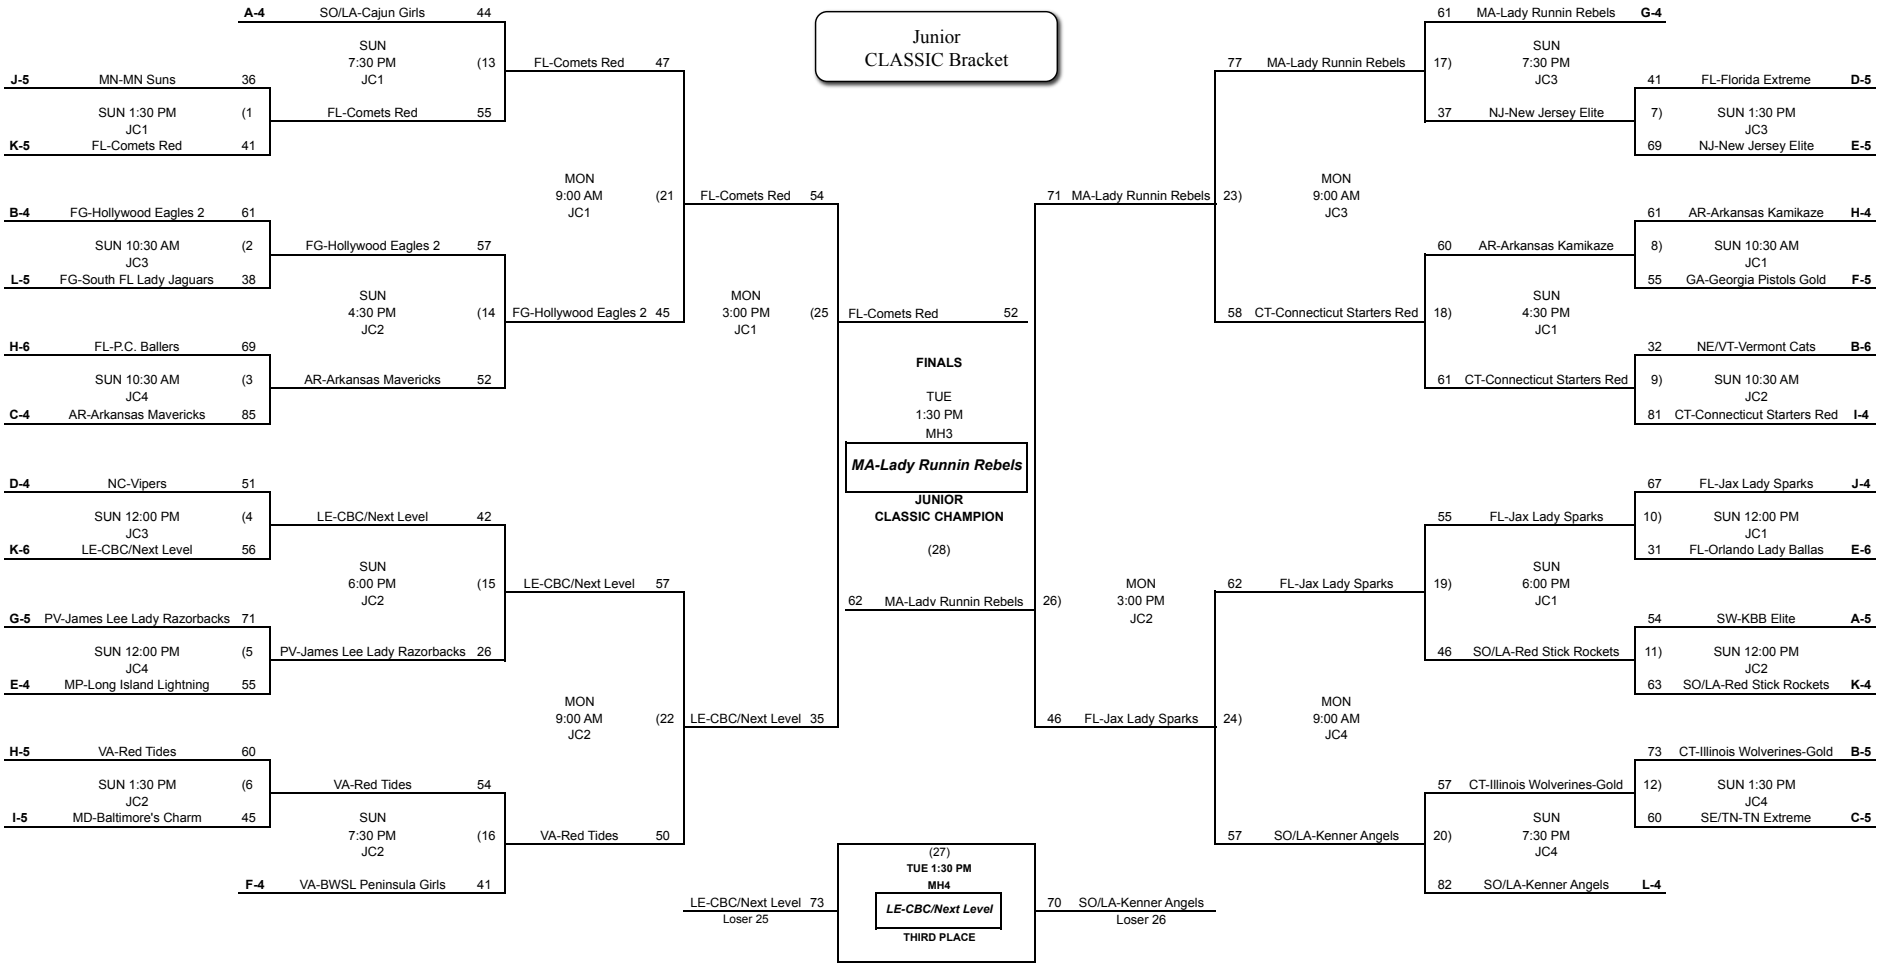 Junior
CLASSIC Bracket
A-4 SO/LA-Cajun Girls 44
SUN
7:30 PM (13
JC1
FL-Comets Red 47
J-5 MN-MN Suns 36
SUN 1:30 PM (1
JC1
FL-Comets Red 55
K-5 FL-Comets Red 41
MON
9:00 AM (21
JC1
FL-Comets Red 54
B-4 FG-Hollywood Eagles 2 61
SUN 10:30 AM (2
JC3
FG-Hollywood Eagles 2 57
L-5 FG-South FL Lady Jaguars 38
SUN
4:30 PM (14
JC2
FG-Hollywood Eagles 2 45
H-6 FL-P.C. Ballers 69
SUN 10:30 AM (3
JC4
AR-Arkansas Mavericks 52
C-4 AR-Arkansas Mavericks 85
MON
3:00 PM (25
JC1
FL-Comets Red 52
D-4 NC-Vipers 51
SUN 12:00 PM (4
JC3
LE-CBC/Next Level 42
K-6 LE-CBC/Next Level 56
SUN
6:00 PM (15
JC2
LE-CBC/Next Level 57
G-5 PV-James Lee Lady Razorbacks 71
SUN 12:00 PM (5
JC4
PV-James Lee Lady Razorbacks 26
E-4 MP-Long Island Lightning 55
MON
9:00 AM (22
JC2
LE-CBC/Next Level 35
H-5 VA-Red Tides 60
SUN 1:30 PM (6
JC2
VA-Red Tides 54
I-5 MD-Baltimore's Charm 45
SUN
7:30 PM (16
JC2
VA-Red Tides 50
F-4 VA-BWSL Peninsula Girls 41
FINALS
TUE
1:30 PM
MH3
MA-Lady Runnin Rebels
JUNIOR
CLASSIC CHAMPION
(28)
62 MA-Lady Runnin Rebels
26) MON
3:00 PM
JC2
61 MA-Lady Runnin Rebels G-4
SUN
17) 7:30 PM
JC3
77 MA-Lady Runnin Rebels
41 FL-Florida Extreme D-5
7) SUN 1:30 PM
JC3
37 NJ-New Jersey Elite
69 NJ-New Jersey Elite E-5
MON
23) 9:00 AM
JC3
71 MA-Lady Runnin Rebels
61 AR-Arkansas Kamikaze H-4
8) SUN 10:30 AM
JC1
60 AR-Arkansas Kamikaze
55 GA-Georgia Pistols Gold F-5
SUN
18) 4:30 PM
JC1
58 CT-Connecticut Starters Red
32 NE/VT-Vermont Cats B-6
9) SUN 10:30 AM
JC2
61 CT-Connecticut Starters Red
81 CT-Connecticut Starters Red I-4
67 FL-Jax Lady Sparks J-4
10) SUN 12:00 PM
JC1
55 FL-Jax Lady Sparks
31 FL-Orlando Lady Ballas E-6
SUN
19) 6:00 PM
JC1
62 FL-Jax Lady Sparks
54 SW-KBB Elite A-5
11) SUN 12:00 PM
JC2
46 SO/LA-Red Stick Rockets
63 SO/LA-Red Stick Rockets K-4
MON
24) 9:00 AM
JC4
46 FL-Jax Lady Sparks
73 CT-Illinois Wolverines-Gold B-5
12) SUN 1:30 PM
JC4
57 CT-Illinois Wolverines-Gold
60 SE/TN-TN Extreme C-5
SUN
20) 7:30 PM
JC4
57 SO/LA-Kenner Angels
82 SO/LA-Kenner Angels L-4
(27)
TUE 1:30 PM
MH4
LE-CBC/Next Level
THIRD PLACE
LE-CBC/Next Level 73
Loser 25
70 SO/LA-Kenner Angels
Loser 26